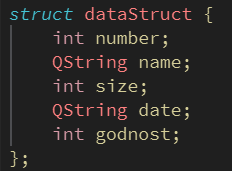 struct dataStruct {
    int number;
    QString name;
    int size;
    QString date;
    int godnost;
};